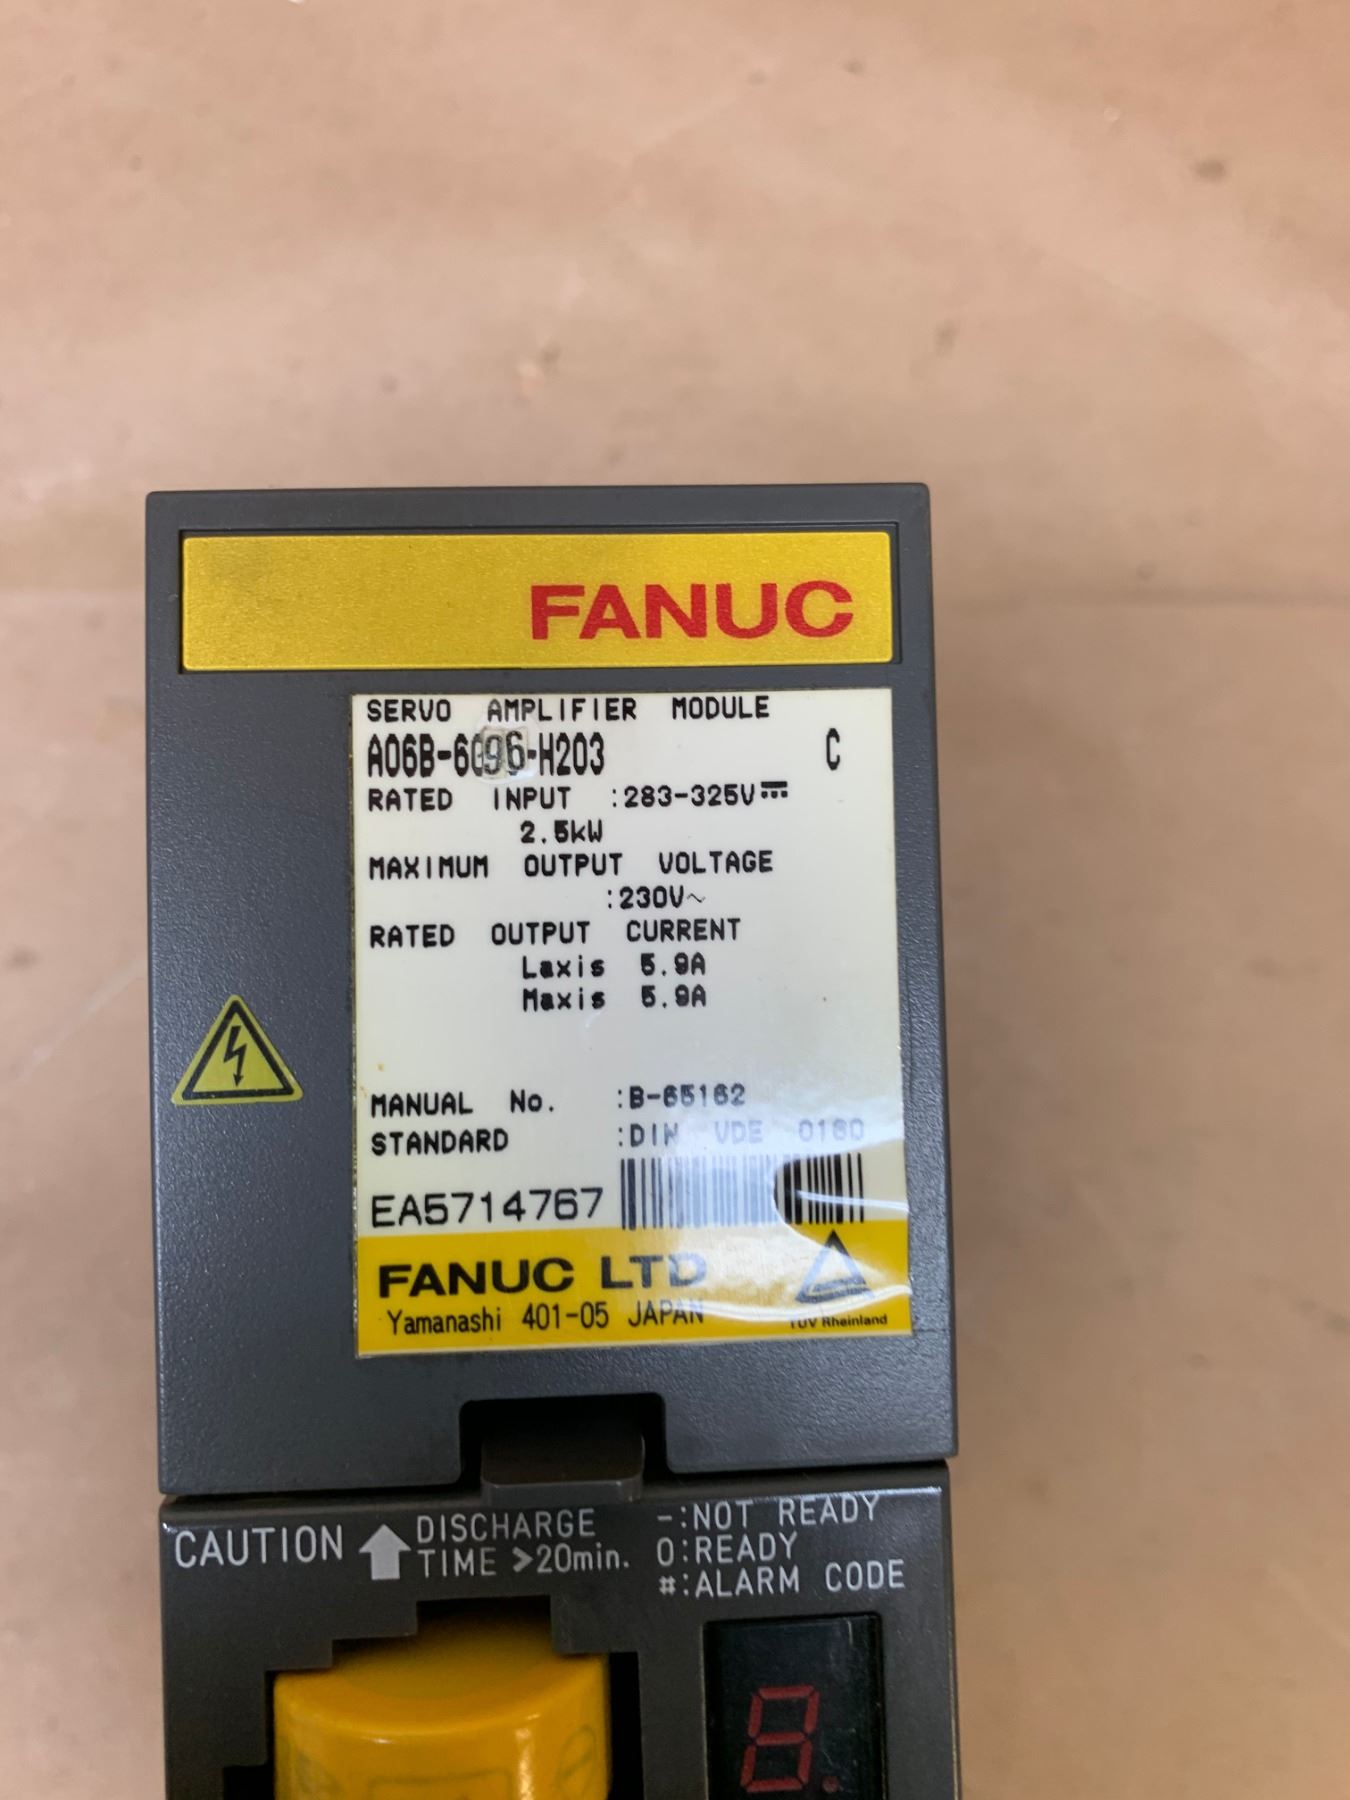 FANUC
SERVO AMPLIFIER MODULE
A06B-6096-H203 C
RATED INPUT :283-325V⎓
2.5kW
MAXIMUM OUTPUT VOLTAGE
:230V~
RATED OUTPUT CURRENT
Laxis 5.9A
Maxis 5.9A
MANUAL No. :B-65162
STANDARD :DIN VDE 0160
EA5714767
FANUC LTD
Yamanashi 401-05 JAPAN
TÜV Rheinland
CAUTION DISCHARGE TIME >20min.
-:NOT READY
0:READY
#:ALARM CODE
8.